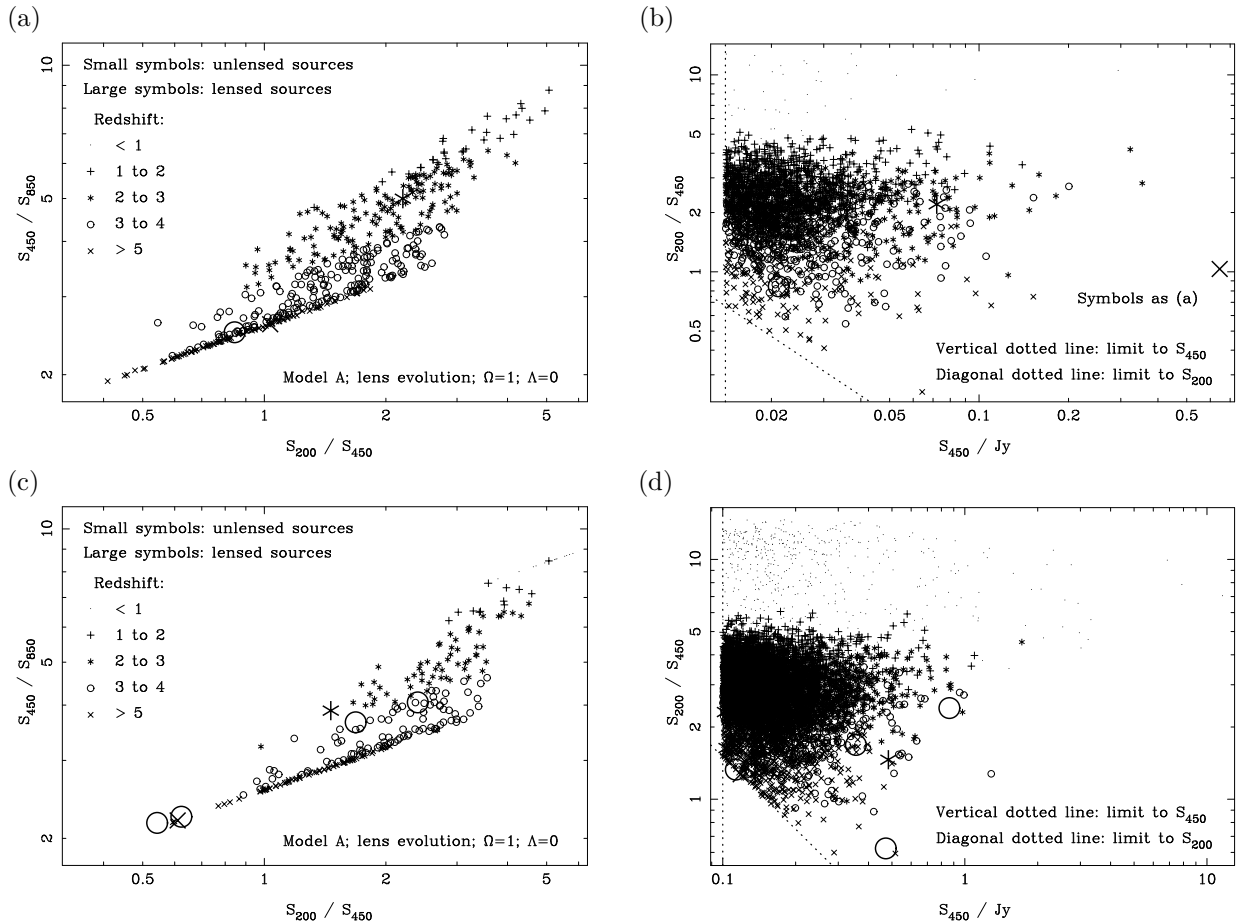 (a)
10
5
2
S450 / S850
Small symbols: unlensed sources
Large symbols: lensed sources
Redshift:
< 1
1 to 2
2 to 3
3 to 4
> 5
Model A; lens evolution; Ω=1; Λ=0
0.5 1 2 5
S200 / S450
(b)
10
5
2
1
0.5
S200 / S450
Symbols as (a)
Vertical dotted line: limit to S450
Diagonal dotted line: limit to S200
0.02 0.05 0.1 0.2 0.5
S450 / Jy
(c)
10
5
2
S450 / S850
Small symbols: unlensed sources
Large symbols: lensed sources
Redshift:
< 1
1 to 2
2 to 3
3 to 4
> 5
Model A; lens evolution; Ω=1; Λ=0
0.5 1 2 5
S200 / S450
(d)
10
5
2
1
S200 / S450
Vertical dotted line: limit to S450
Diagonal dotted line: limit to S200
0.1 1 10
S450 / Jy